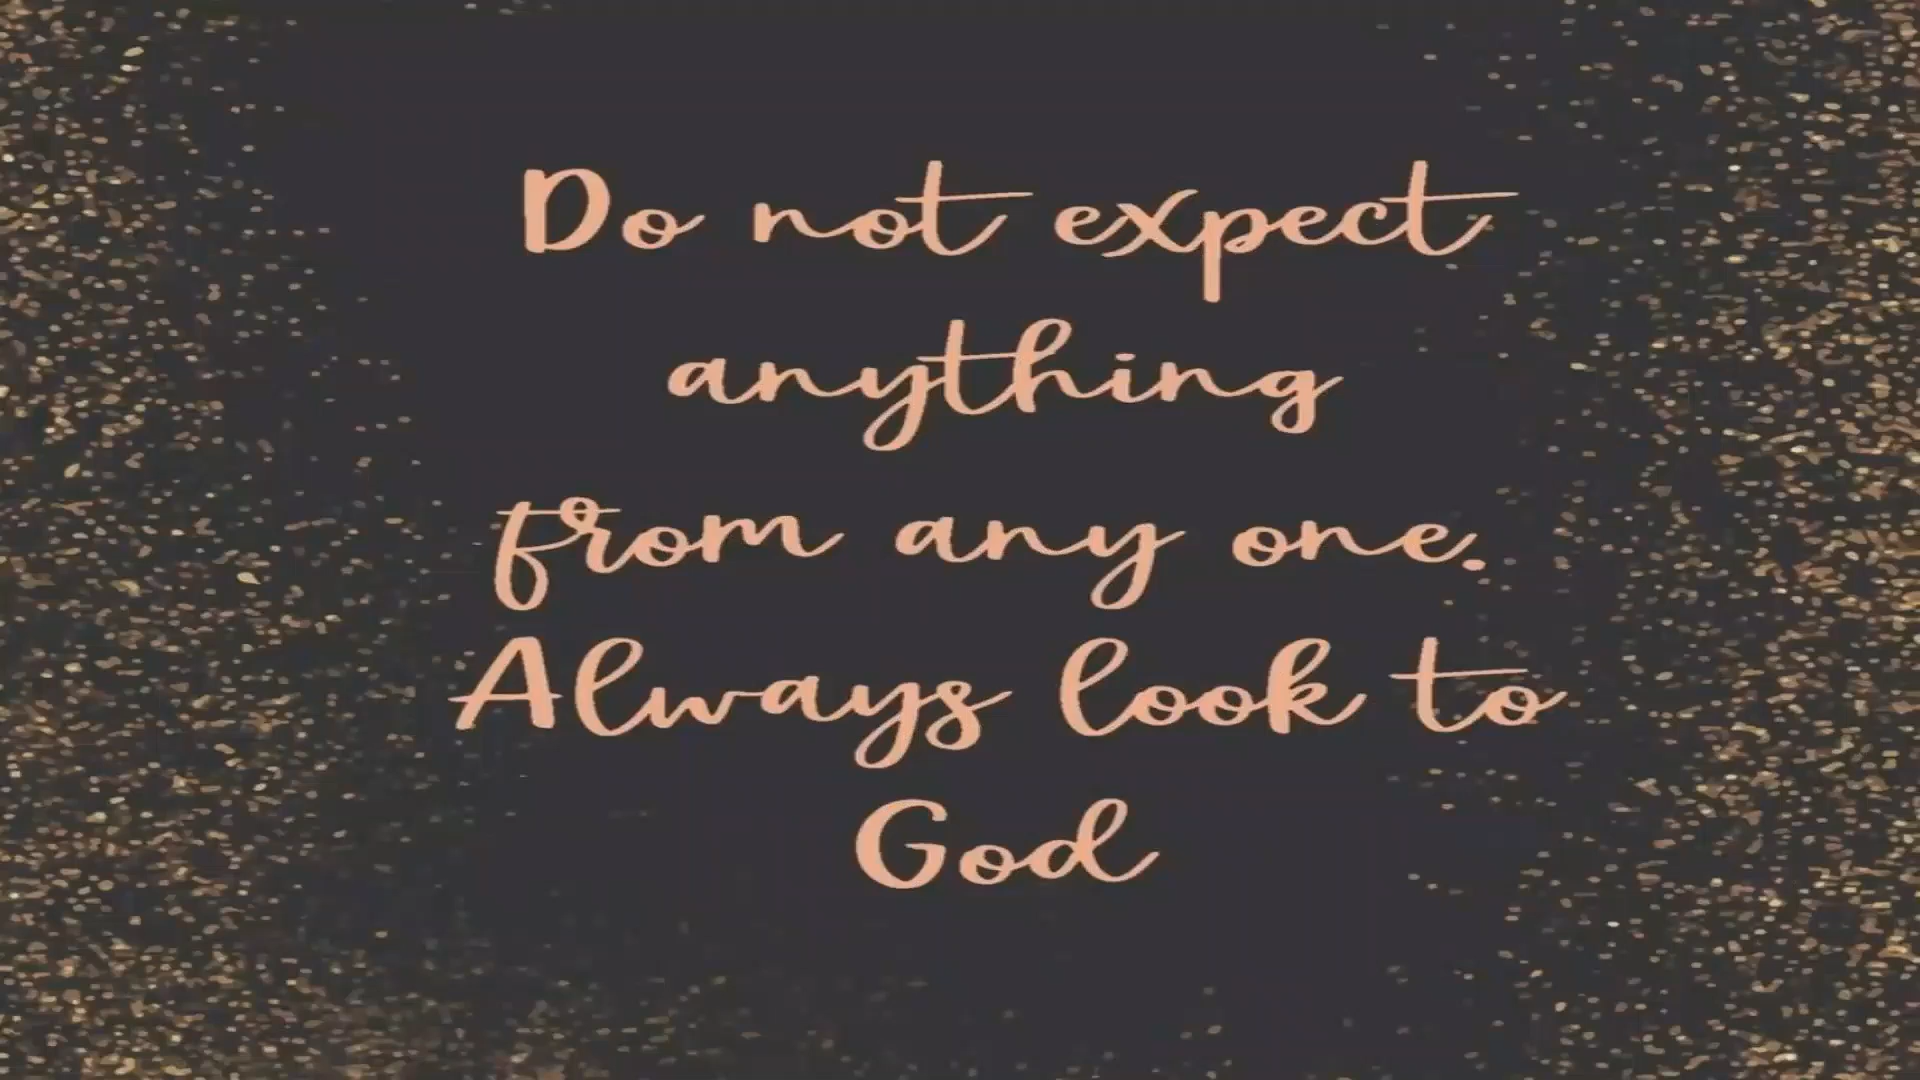 Do not expect
anything
from any one.
Always look to
God